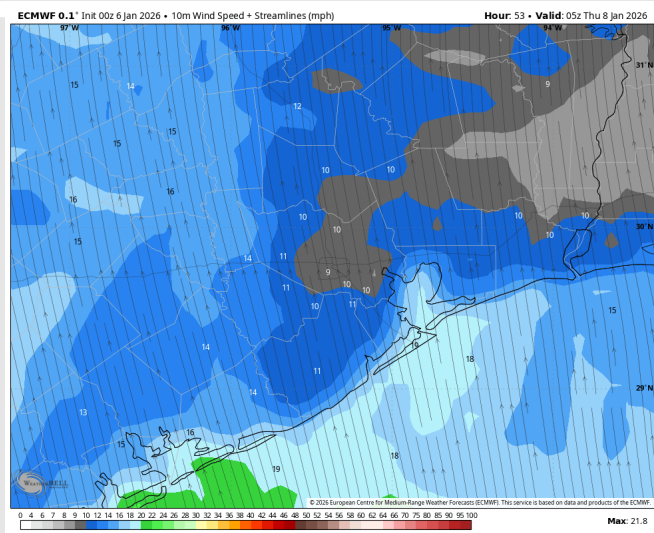 ECMWF 0.1° Init 00z 6 Jan 2026 • 10m Wind Speed + Streamlines (mph) Hour: 53 • Valid: 05z Thu 8 Jan 2026
97°W 96°W 95°W 94°W
31°N
15 14 9
12
15 15
10 10
16 16
10 10 10
10 30°N
15 10
14 11
9
11 10 10
10 11 15
19
14 18
11 29°N
14
13
16
15
18
19
WeatherBELL
© 2026 European Centre for Medium-Range Weather Forecasts (ECMWF). This service is based on data and products of the ECMWF.
0 4 6 7 8 9 10 12 14 16 18 20 22 24 26 28 30 32 34 36 38 40 42 44 46 48 50 52 54 56 58 60 62 64 66 70 75 80 85 90 95 100 Max: 21.8